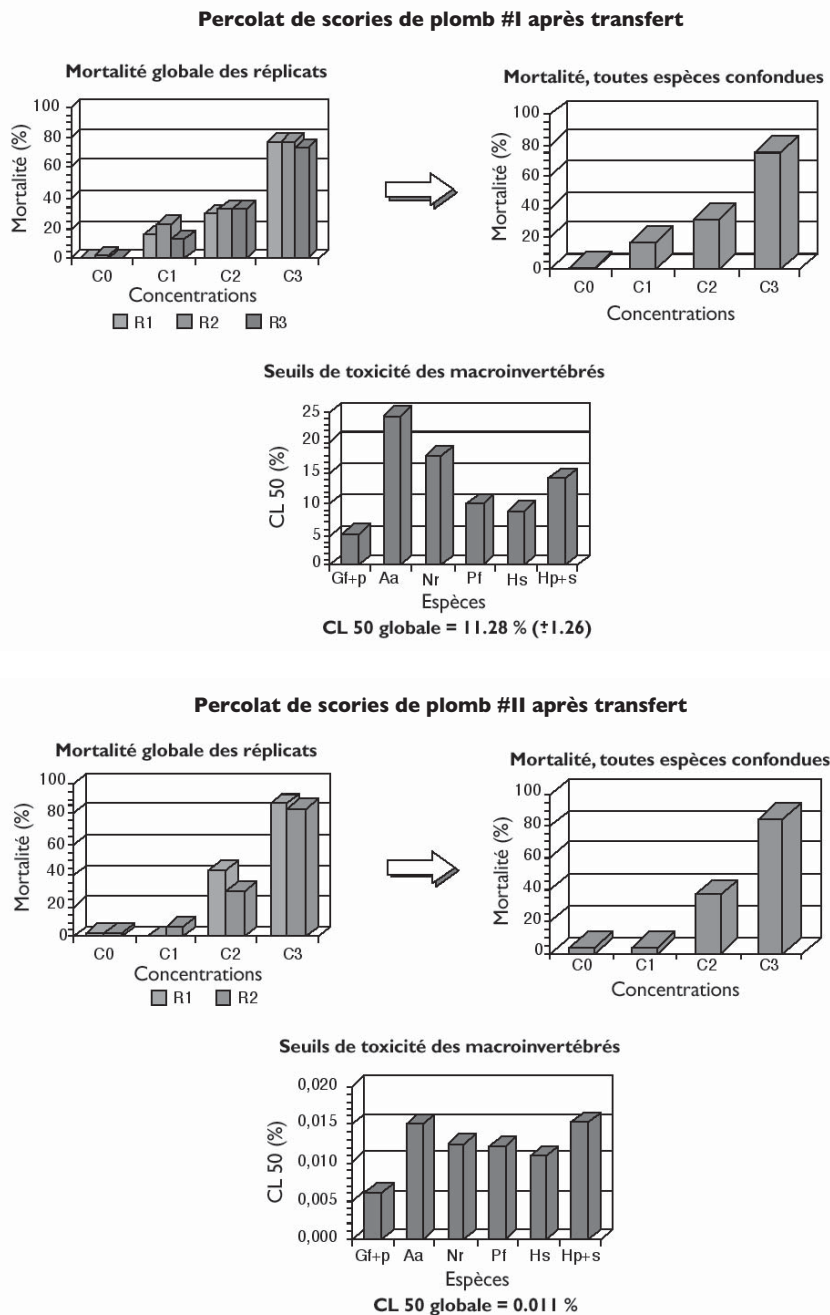 Percolat de scories de plomb #I après transfert
Mortalité globale des réplicats
Mortalité (%)
100
80
60
40
20
0
C0 C1 C2 C3
Concentrations
R1 R2 R3
Mortalité, toutes espèces confondues
Mortalité (%)
100
80
60
40
20
0
C0 C1 C2 C3
Concentrations
Seuils de toxicité des macroinvertébrés
CL 50 (%)
25
20
15
10
5
0
Gf+p Aa Nr Pf Hs Hp+s
Espèces
CL 50 globale = 11.28 % (±1.26)
Percolat de scories de plomb #II après transfert
Mortalité globale des réplicats
Mortalité (%)
100
80
60
40
20
0
C0 C1 C2 C3
Concentrations
R1 R2
Mortalité, toutes espèces confondues
Mortalité (%)
100
80
60
40
20
0
C0 C1 C2 C3
Concentrations
Seuils de toxicité des macroinvertébrés
CL 50 (%)
0,020
0,015
0,010
0,005
0,000
Gf+p Aa Nr Pf Hs Hp+s
Espèces
CL 50 globale = 0.011 %